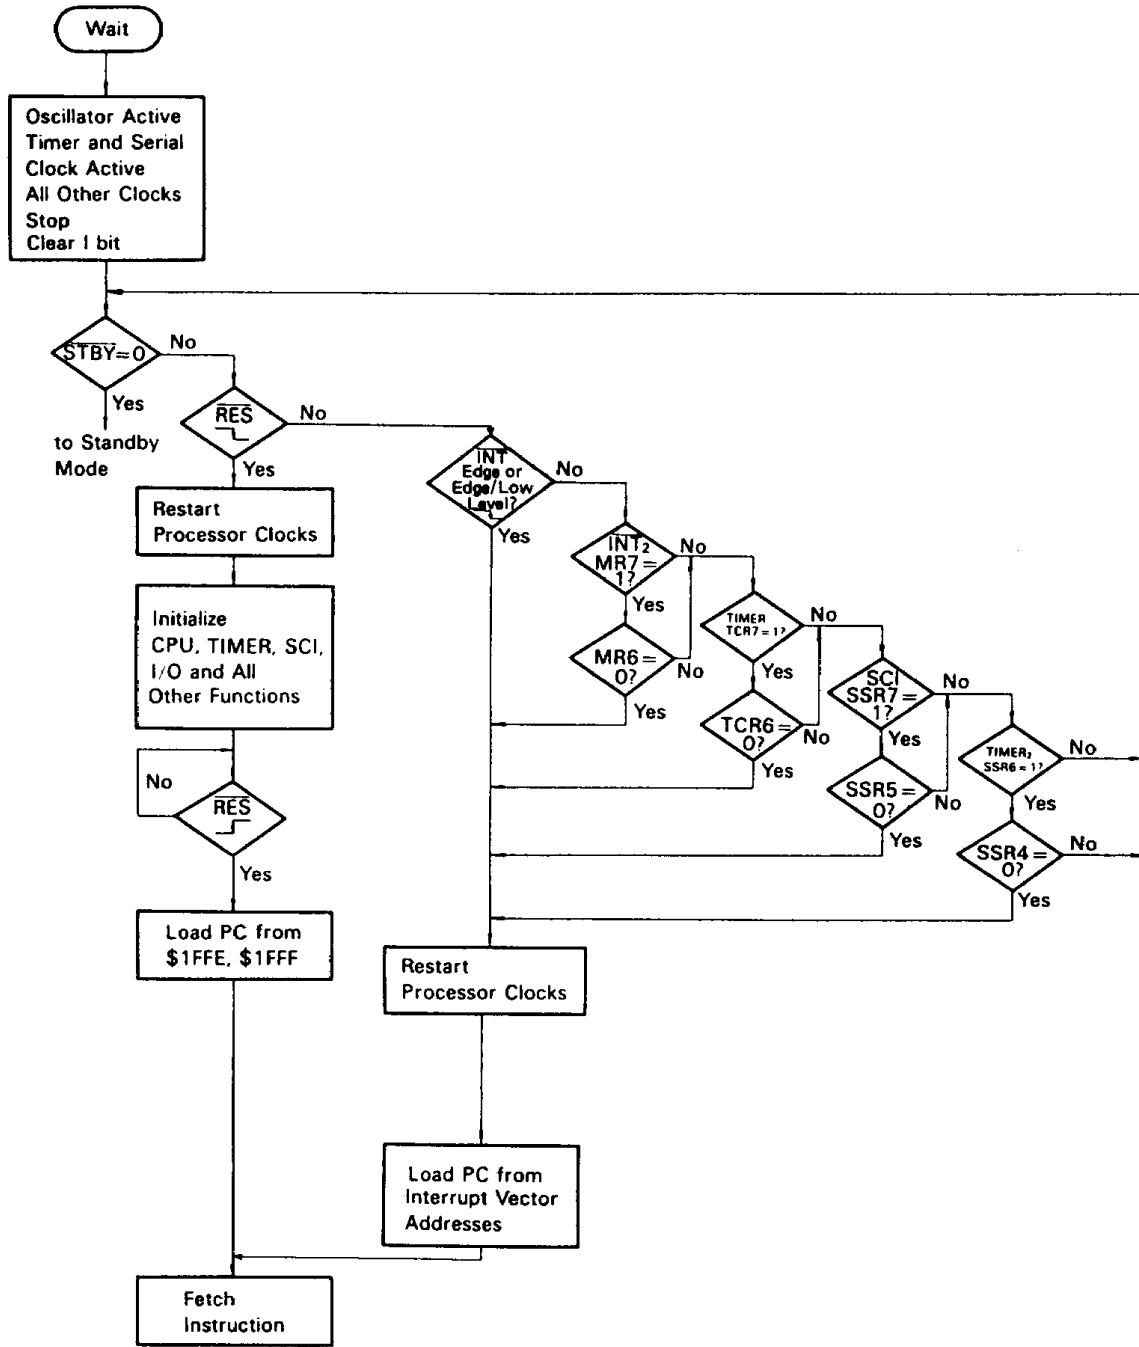 Wait
Oscillator Active
Timer and Serial
Clock Active
All Other Clocks
Stop
Clear I bit
STBY=0
No
Yes
to Standby
Mode
RES
No
Yes
Restart
Processor Clocks
Initialize
CPU, TIMER, SCI,
I/O and All
Other Functions
No
RES
Yes
Load PC from
$1FFE, $1FFF
INT
Edge or
Edge/Low
Level?
No
Yes
INT₂
MR7=
1?
No
Yes
MR6=
0?
No
Yes
TIMER
TCR7=1?
No
Yes
TCR6=
0?
No
Yes
SCI
SSR7=
1?
No
Yes
SSR5=
0?
No
Yes
TIMER₂
SSR6=1?
No
Yes
SSR4=
0?
No
Yes
Restart
Processor Clocks
Load PC from
Interrupt Vector
Addresses
Fetch
Instruction